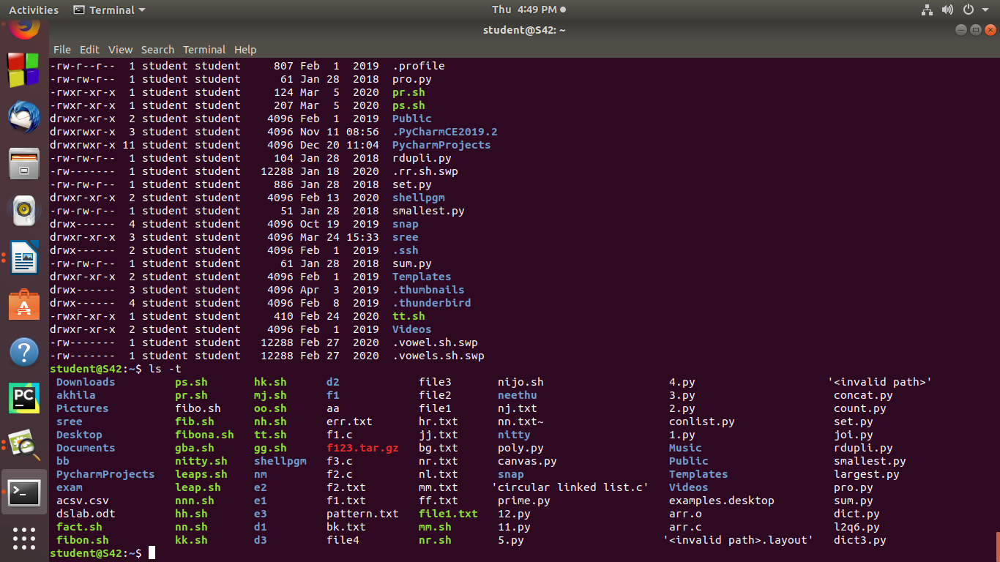 Activities Terminal Thu 4:49 PM
student@S42: ~
File Edit View Search Terminal Help
-rw-r--r--  1 student student     807 Feb  1  2019  .profile
-rw-rw-r--  1 student student      61 Jan 28  2018  pro.py
-rwxr-xr-x  1 student student     124 Mar  5  2020  pr.sh
-rwxr-xr-x  1 student student     207 Mar  5  2020  ps.sh
drwxr-xr-x  2 student student    4096 Feb  1  2019  Public
drwxrwxr-x  3 student student    4096 Nov 11 08:56  .PyCharmCE2019.2
drwxrwxr-x 11 student student    4096 Dec 20 11:04  PycharmProjects
-rw-rw-r--  1 student student     104 Jan 28  2018  rdupli.py
-rw-------  1 student student   12288 Jan 18  2020  .rr.sh.swp
-rw-rw-r--  1 student student     886 Jan 28  2018  set.py
drwxr-xr-x  2 student student    4096 Feb 13  2020  shellpgm
-rw-rw-r--  1 student student      51 Jan 28  2018  smallest.py
drwx------  4 student student    4096 Oct 19  2019  snap
drwxr-xr-x  3 student student    4096 Mar 24 15:33  sree
drwx------  2 student student    4096 Feb  1  2019  .ssh
-rw-rw-r--  1 student student      61 Jan 28  2018  sum.py
drwxr-xr-x  2 student student    4096 Feb  1  2019  Templates
drwx------  3 student student    4096 Apr  3  2019  .thumbnails
drwx------  4 student student    4096 Feb  8  2019  .thunderbird
-rwxr-xr-x  1 student student     410 Feb 24  2020  tt.sh
drwxr-xr-x  2 student student    4096 Feb  1  2019  Videos
-rw-------  1 student student   12288 Feb 27  2020  .vowel.sh.swp
-rw-------  1 student student   12288 Feb 27  2020  .vowels.sh.swp
student@S42:~$ ls -t
Downloads ps.sh hk.sh d2 file3 nijo.sh 4.py '<invalid path>'
akhila pr.sh mj.sh f1 file2 neethu 3.py concat.py
Pictures fibo.sh oo.sh aa file1 nj.txt 2.py count.py
sree fib.sh nh.sh err.txt hr.txt nn.txt~ conlist.py set.py
Desktop fibona.sh tt.sh f1.c jj.txt nitty 1.py joi.py
Documents gba.sh gg.sh f123.tar.gz bg.txt poly.py Music rdupli.py
bb nitty.sh shellpgm f3.c nr.txt canvas.py Public smallest.py
PycharmProjects leaps.sh nm f2.c nl.txt snap Templates largest.py
exam leap.sh e2 f2.txt mm.txt 'circular linked list.c' Videos pro.py
acsv.csv nnn.sh e1 f1.txt ff.txt prime.py examples.desktop sum.py
dslab.odt hh.sh e3 pattern.txt file1.txt 12.py arr.o dict.py
fact.sh nn.sh d1 bk.txt mm.sh 11.py arr.c l2q6.py
fibon.sh kk.sh d3 file4 nr.sh 5.py '<invalid path>.layout' dict3.py
student@S42:~$
PC